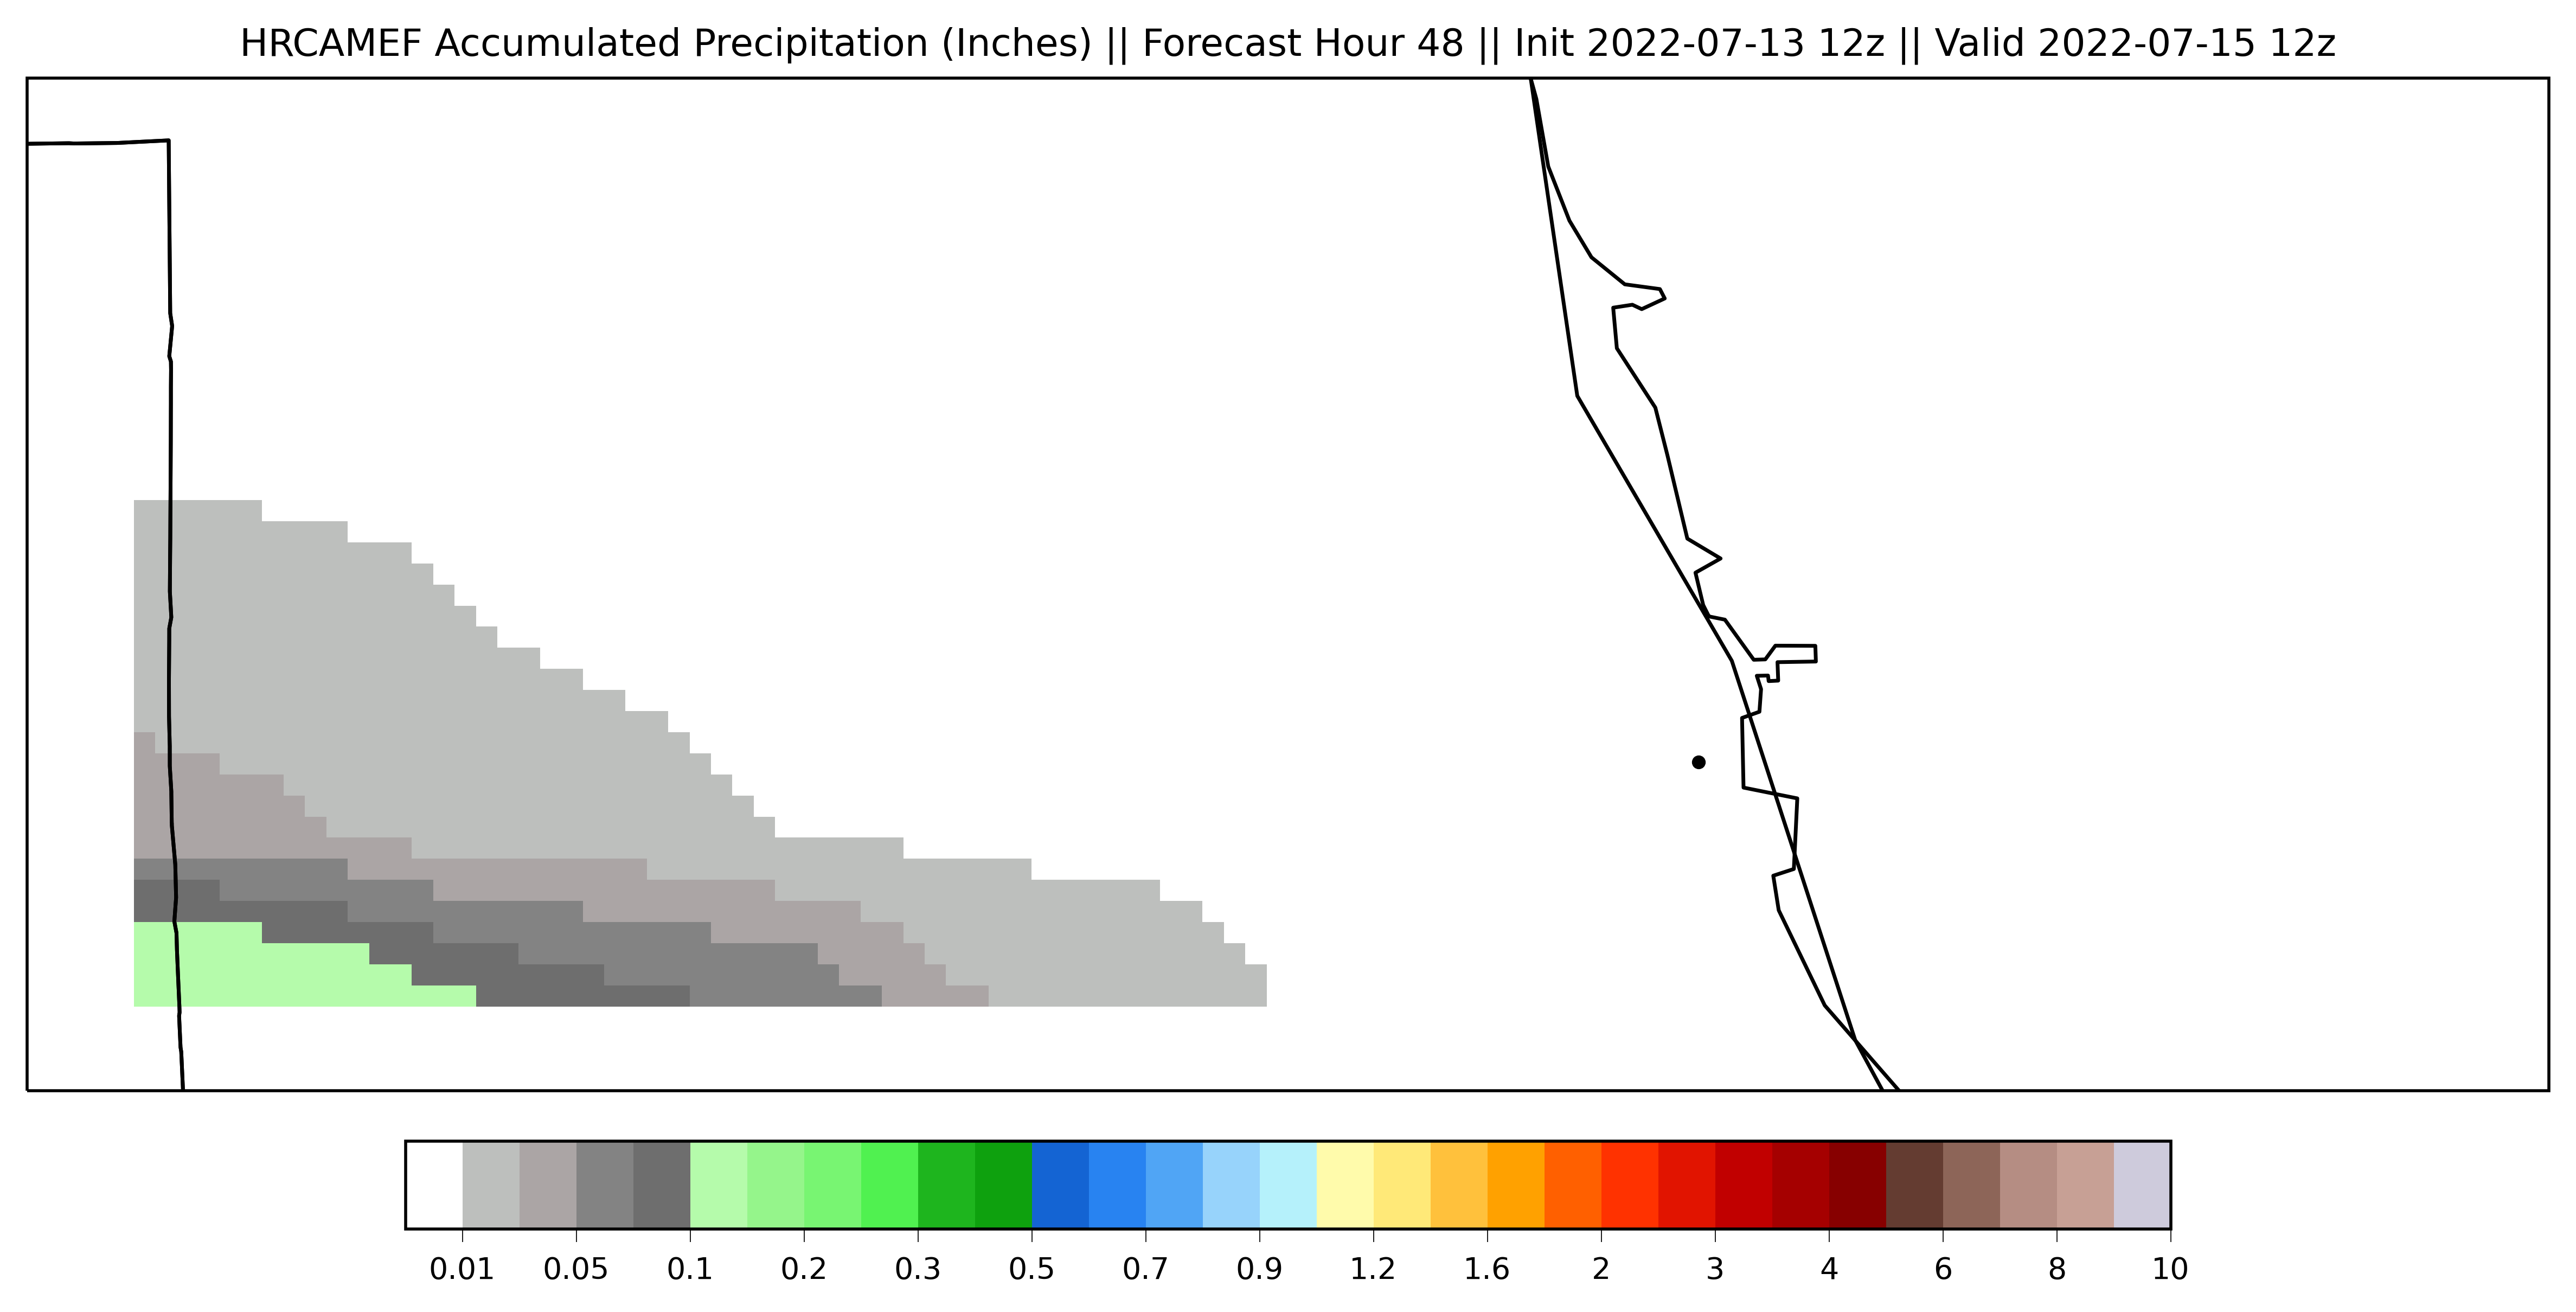 HRCAMEF Accumulated Precipitation (Inches) || Forecast Hour 48 || Init 2022-07-13 12z || Valid 2022-07-15 12z
0.01 0.05 0.1 0.2 0.3 0.5 0.7 0.9 1.2 1.6 2 3 4 6 8 10